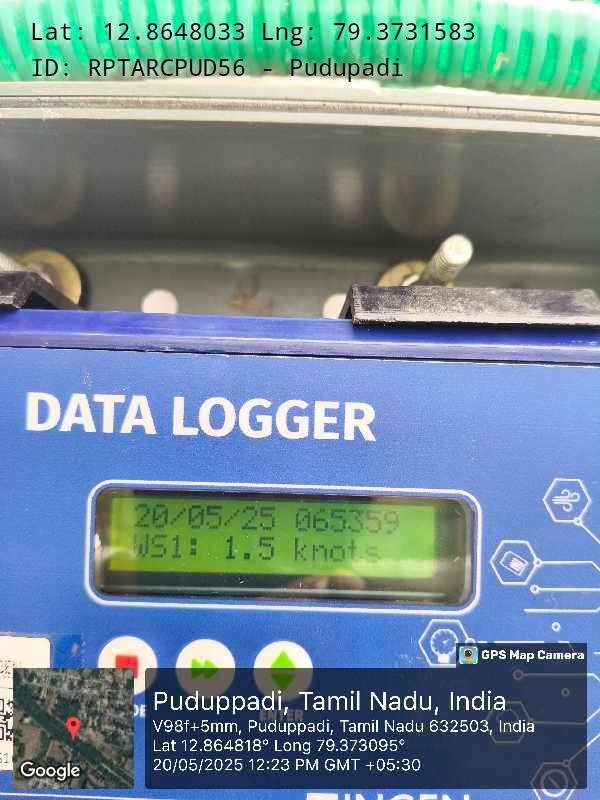 Lat: 12.8648033 Lng: 79.3731583
ID: RPTARCPUD56 - Pudupadi
DATA LOGGER
20/05/25 065359
WS1: 1.5 knots
GPS Map Camera
ENTER
Puduppadi, Tamil Nadu, India
V98f+5mm, Puduppadi, Tamil Nadu 632503, India
Lat 12.864818° Long 79.373095°
20/05/2025 12:23 PM GMT +05:30
Google